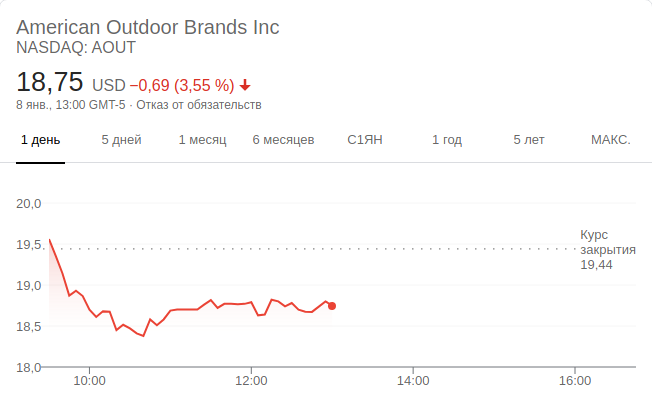 American Outdoor Brands Inc
NASDAQ: AOUT
18,75 USD −0,69 (3,55 %)
8 янв., 13:00 GMT-5 · Отказ от обязательств
1 день 5 дней 1 месяц 6 месяцев С1ЯН 1 год 5 лет МАКС.
20,0
19,5
19,0
18,5
18,0
Курс
закрытия
19,44
10:00 12:00 14:00 16:00